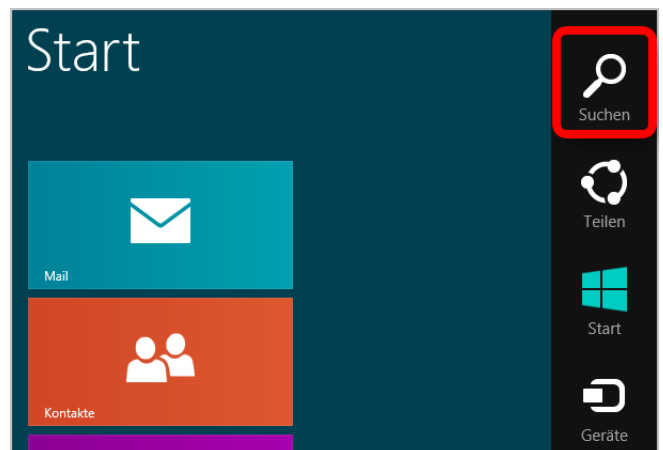 Start
Suchen
Teilen
Mail
Start
Kontakte
Geräte